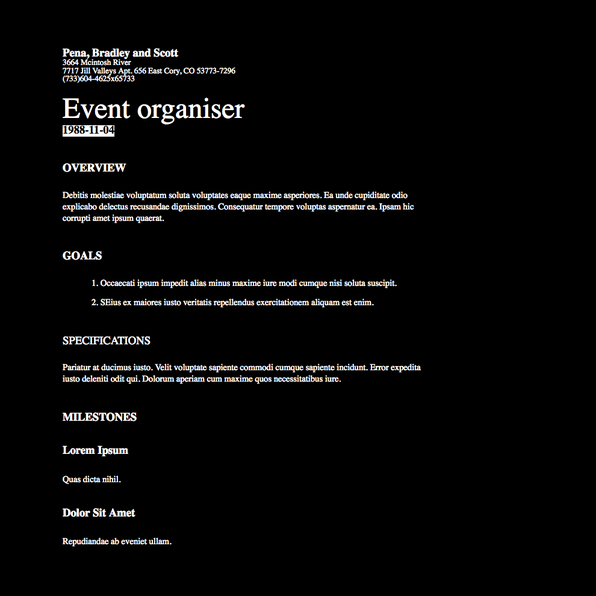 Pena, Bradley and Scott
3664 Mcintosh River
7717 Jill Valleys Apt. 656 East Cory, CO 53773-7296
(733)604-4625x65733
Event organiser
1988-11-04
OVERVIEW
Debitis molestiae voluptatum soluta voluptates eaque maxime asperiores. Ea unde cupiditate odio
explicabo delectus recusandae dignissimos. Consequatur tempore voluptas aspernatur ea. Ipsam hic
corrupti amet ipsum quaerat.
GOALS
1. Occaecati ipsum impedit alias minus maxime iure modi cumque nisi soluta suscipit.
2. SEius ex maiores iusto veritatis repellendus exercitationem aliquam est enim.
SPECIFICATIONS
Pariatur at ducimus iusto. Velit voluptate sapiente commodi cumque sapiente incidunt. Error expedita
iusto deleniti odit qui. Dolorum aperiam cum maxime quos necessitatibus iure.
MILESTONES
Lorem Ipsum
Quas dicta nihil.
Dolor Sit Amet
Repudiandae ab eveniet ullam.